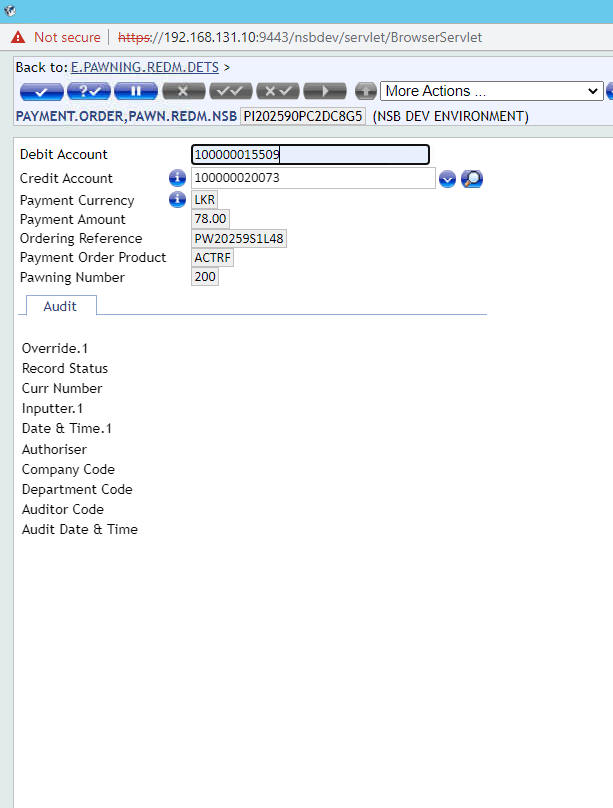 Not secure https://192.168.131.10:9443/nsbdev/servlet/BrowserServlet
Back to: E.PAWNING.REDM.DETS >
More Actions ...
PAYMENT.ORDER,PAWN.REDM.NSB PI202590PC2DC8G5 (NSB DEV ENVIRONMENT)
Debit Account 100000015509
Credit Account 100000020073
Payment Currency LKR
Payment Amount 78.00
Ordering Reference PW20259S1L48
Payment Order Product ACTRF
Pawning Number 200
Audit
Override.1
Record Status
Curr Number
Inputter.1
Date & Time.1
Authoriser
Company Code
Department Code
Auditor Code
Audit Date & Time